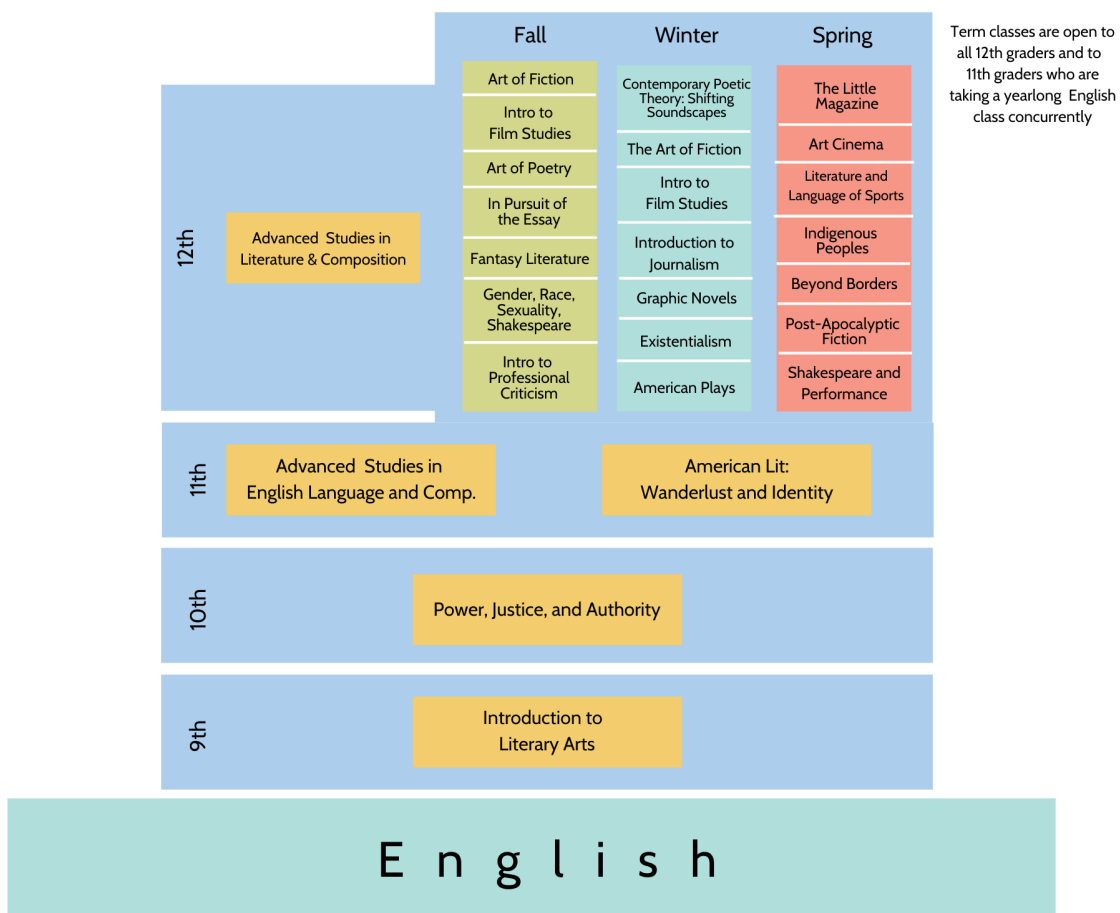 Fall
Winter
Spring
Term classes are open to
all 12th graders and to
11th graders who are
taking a yearlong English
class concurrently
12th
Advanced Studies in
Literature & Composition
Art of Fiction
Intro to
Film Studies
Art of Poetry
In Pursuit of
the Essay
Fantasy Literature
Gender, Race,
Sexuality,
Shakespeare
Intro to
Professional
Criticism
Contemporary Poetic
Theory: Shifting
Soundscapes
The Art of Fiction
Intro to
Film Studies
Introduction to
Journalism
Graphic Novels
Existentialism
American Plays
The Little
Magazine
Art Cinema
Literature and
Language of Sports
Indigenous
Peoples
Beyond Borders
Post-Apocalyptic
Fiction
Shakespeare and
Performance
11th
Advanced Studies in
English Language and Comp.
American Lit:
Wanderlust and Identity
10th
Power, Justice, and Authority
9th
Introduction to
Literary Arts
English